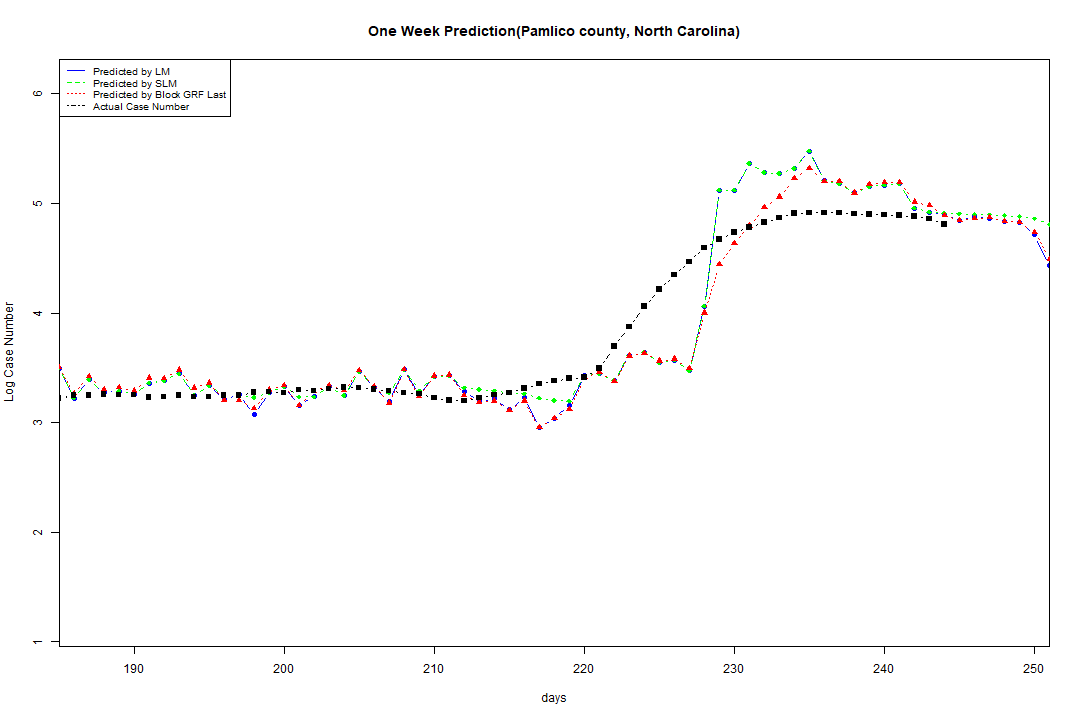 One Week Prediction(Pamlico county, North Carolina)
Predicted by LM
Predicted by SLM
Predicted by Block GRF Last
Actual Case Number
6
5
4
3
2
1
Log Case Number
190 200 210 220 230 240 250
days